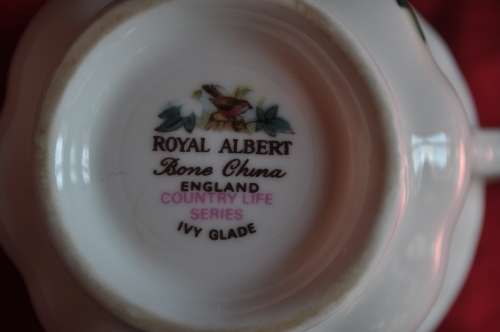 ROYAL ALBERT
Bone China
ENGLAND
COUNTRY LIFE
SERIES
IVY GLADE